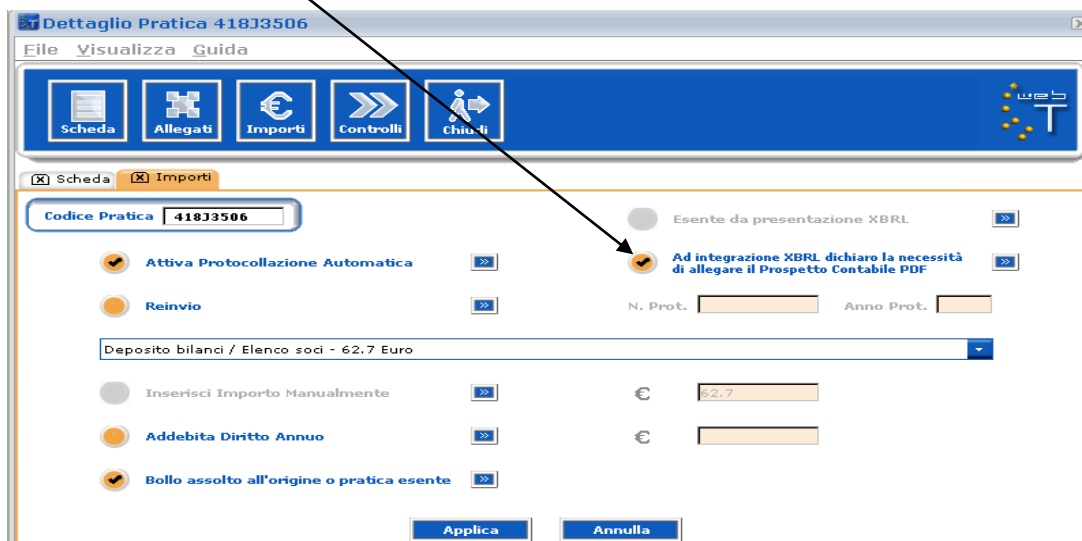 Dettaglio Pratica 418J3506
File Visualizza Guida
Scheda Allegati Importi Controlli Chiudi
web T
Scheda Importi
Codice Pratica 418J3506
Esente da presentazione XBRL
Attiva Protocollazione Automatica
Ad integrazione XBRL dichiaro la necessità
di allegare il Prospetto Contabile PDF
Reinvio
N. Prot. Anno Prot.
Deposito bilanci / Elenco soci - 62.7 Euro
Inserisci Importo Manualmente € 62.7
Addebita Diritto Annuo €
Bollo assolto all'origine o pratica esente
Applica Annulla